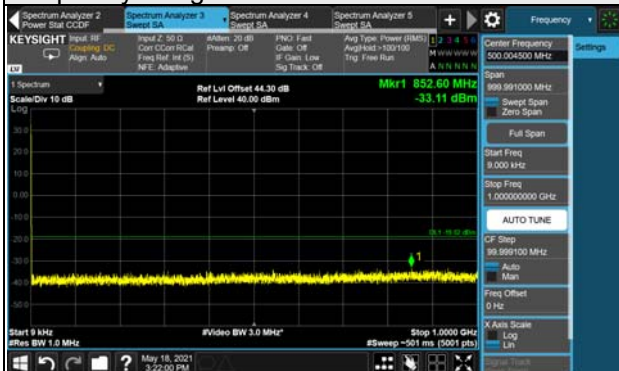 Spectrum Analyzer 2
Power Stat CCDF
Spectrum Analyzer 3
Swept SA
Spectrum Analyzer 4
Swept SA
Spectrum Analyzer 5
Swept SA
Frequency
KEYSIGHT
Input: RF
Coupling: DC
Align: Auto
Input Z: 50 Ω
Corr CCorr RCal
Freq Ref: Int (S)
NFE: Adaptive
#Atten: 20 dB
Preamp: Off
PNO: Fast
Gate: Off
IF Gain: Low
Sig Track: Off
Avg Type: Power (RMS)
Avg|Hold:>100/100
Trig: Free Run
1 2 3 4 5 6
M W W W W W
A N N N N N
Center Frequency
500.004500 MHz
Settings
Span
999.991000 MHz
Swept Span
Zero Span
Full Span
Start Freq
9.000 kHz
Stop Freq
1.000000000 GHz
AUTO TUNE
CF Step
99.999100 MHz
Auto
Man
Freq Offset
0 Hz
X Axis Scale
Log
Lin
Signal Track
1 Spectrum
Scale/Div 10 dB
Log
Ref Lvl Offset 44.30 dB
Ref Level 40.00 dBm
Mkr1 852.60 MHz
-33.11 dBm
30.0
20.0
10.0
0.00
-10.0
-20.0
-30.0
-40.0
-50.0
1
Start 9 kHz
#Res BW 1.0 MHz
#Video BW 3.0 MHz*
Stop 1.0000 GHz
#Sweep ~501 ms (5001 pts)
?
May 18, 2021
3:22:00 PM